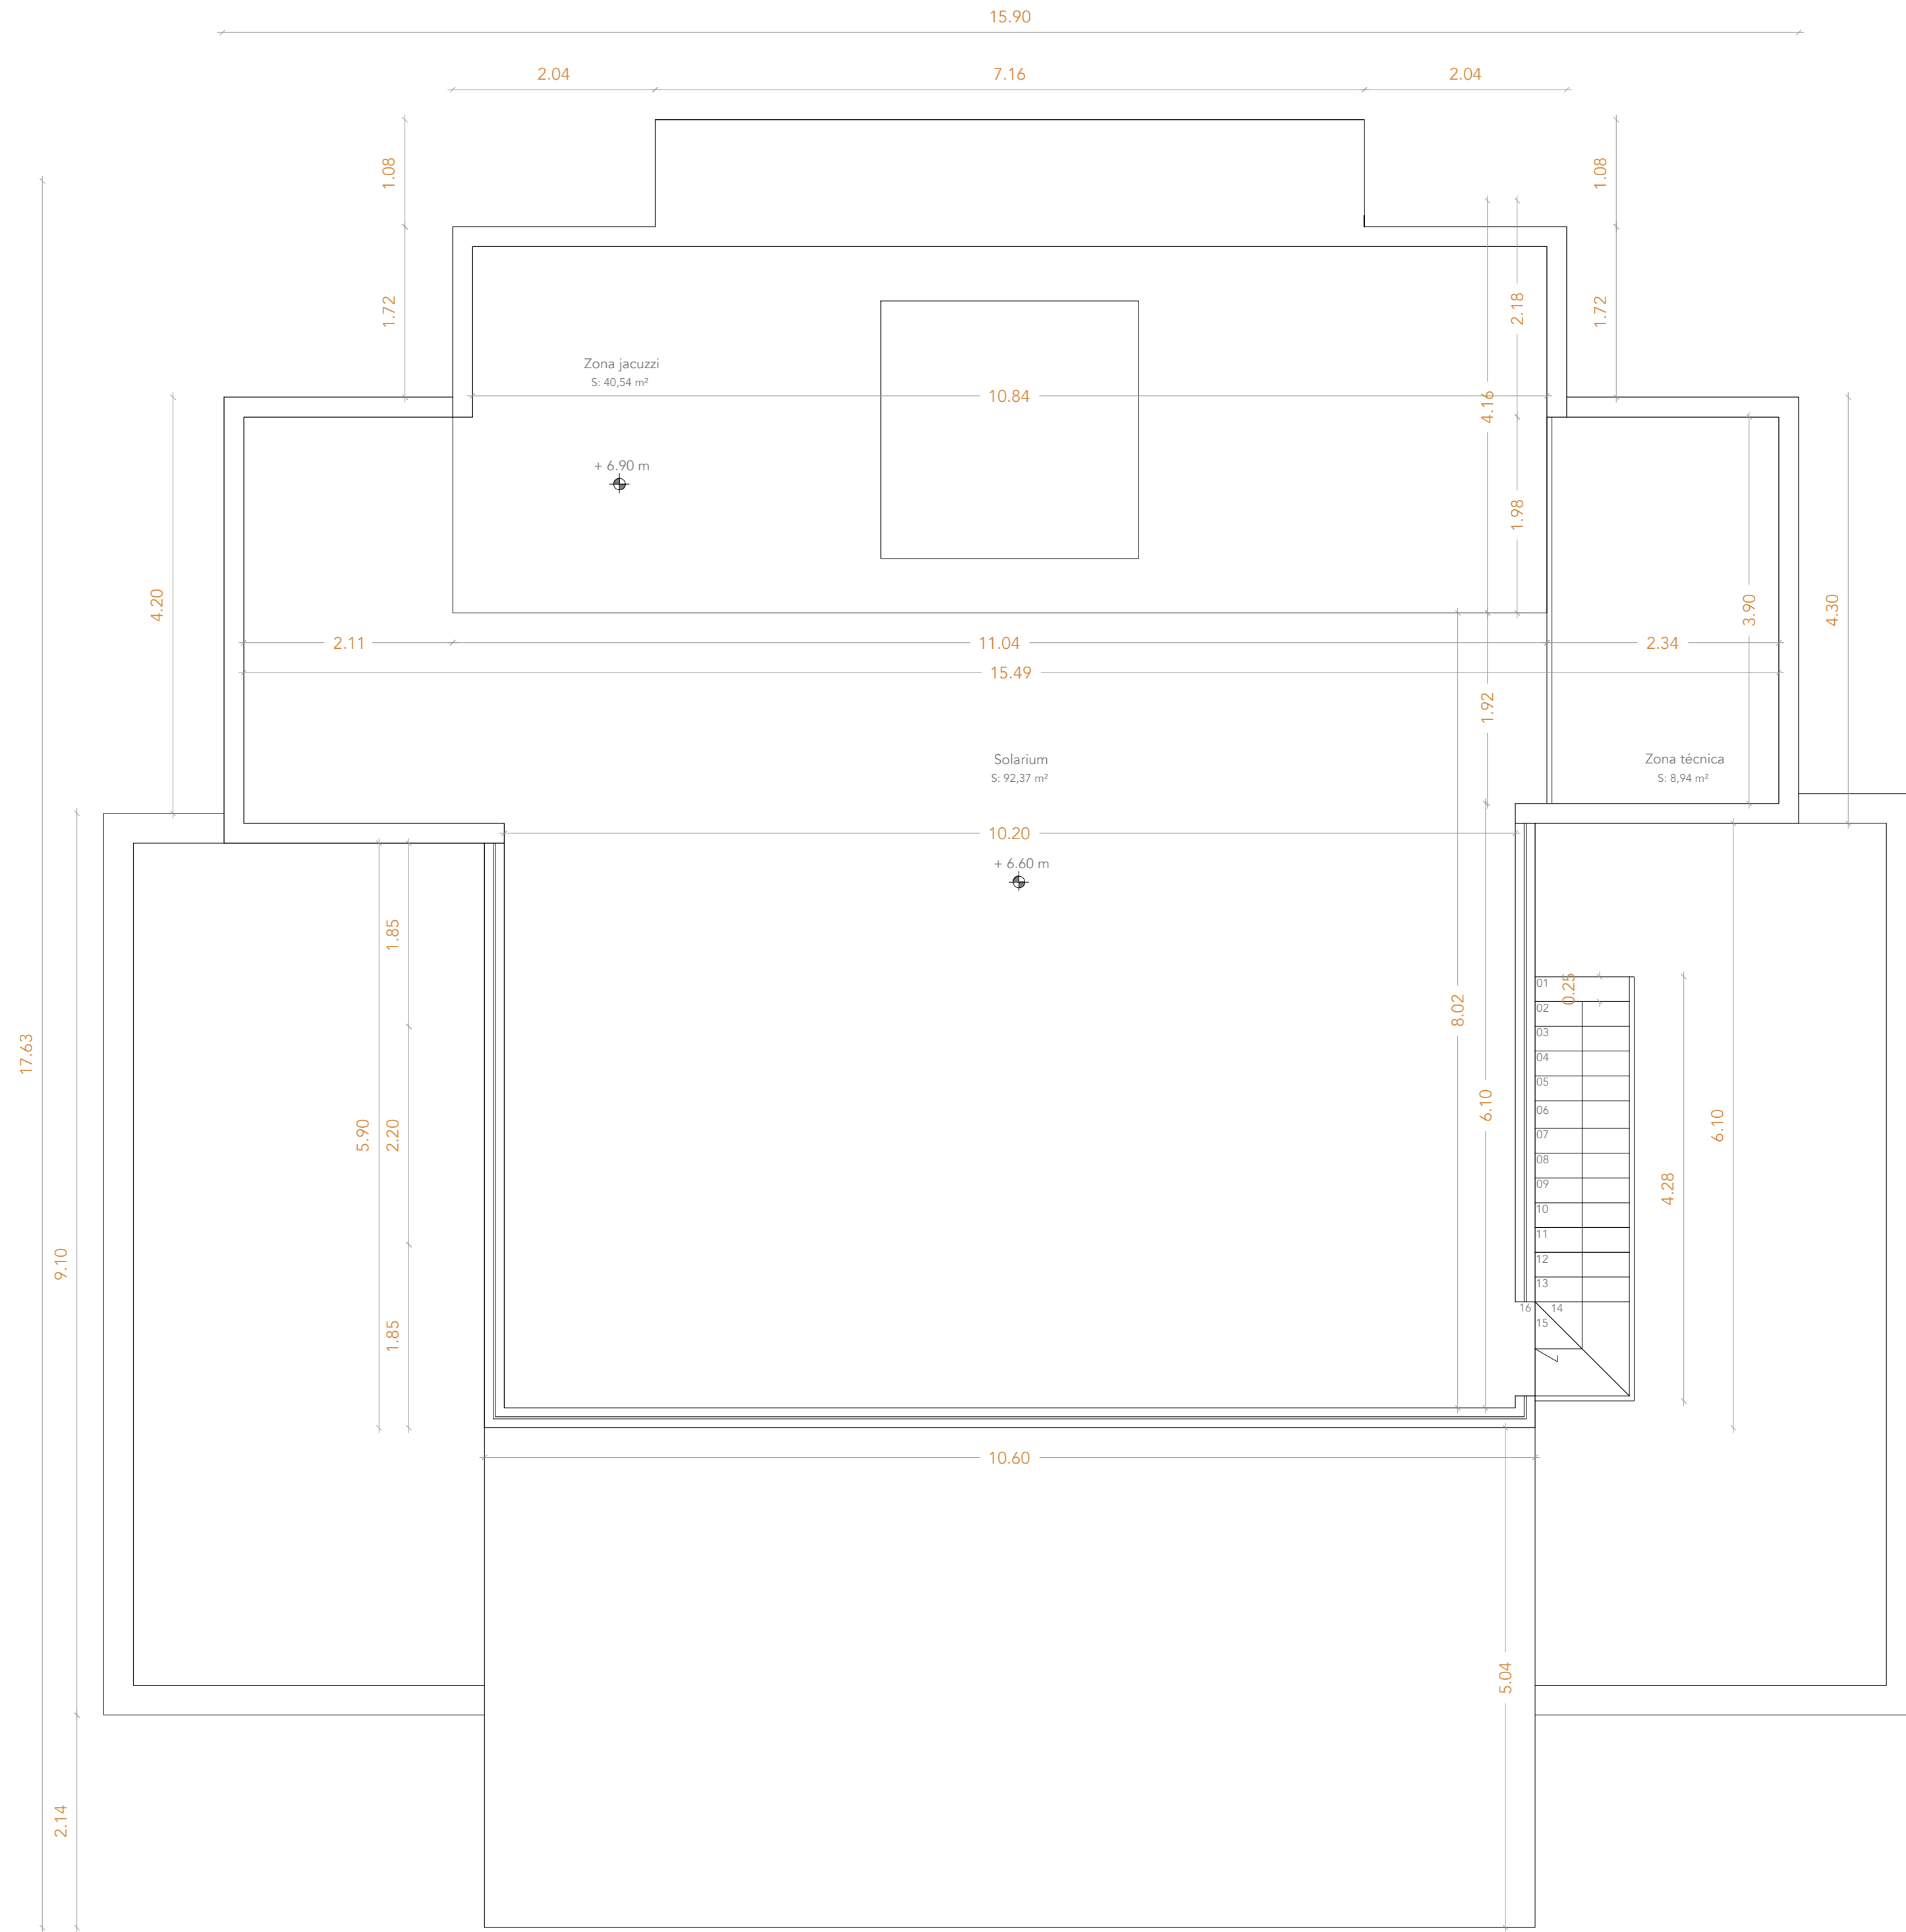 15.90
2.04 7.16 2.04
1.08 1.08
1.72 2.18 1.72
Zona jacuzzi
S: 40,54 m²
10.84 4.16
+ 6.90 m
1.98
4.20 3.90 4.30
2.11 11.04 2.34
15.49
1.92
Solarium
S: 92,37 m²
Zona técnica
S: 8,94 m²
10.20
+ 6.60 m
1.85
01 0.25
02
8.02
03
17.63
04
05
06
6.10
5.90 2.20 6.10
07
08
09
4.28
10
11
9.10
12
13
16 14
15
1.85
10.60
5.04
2.14